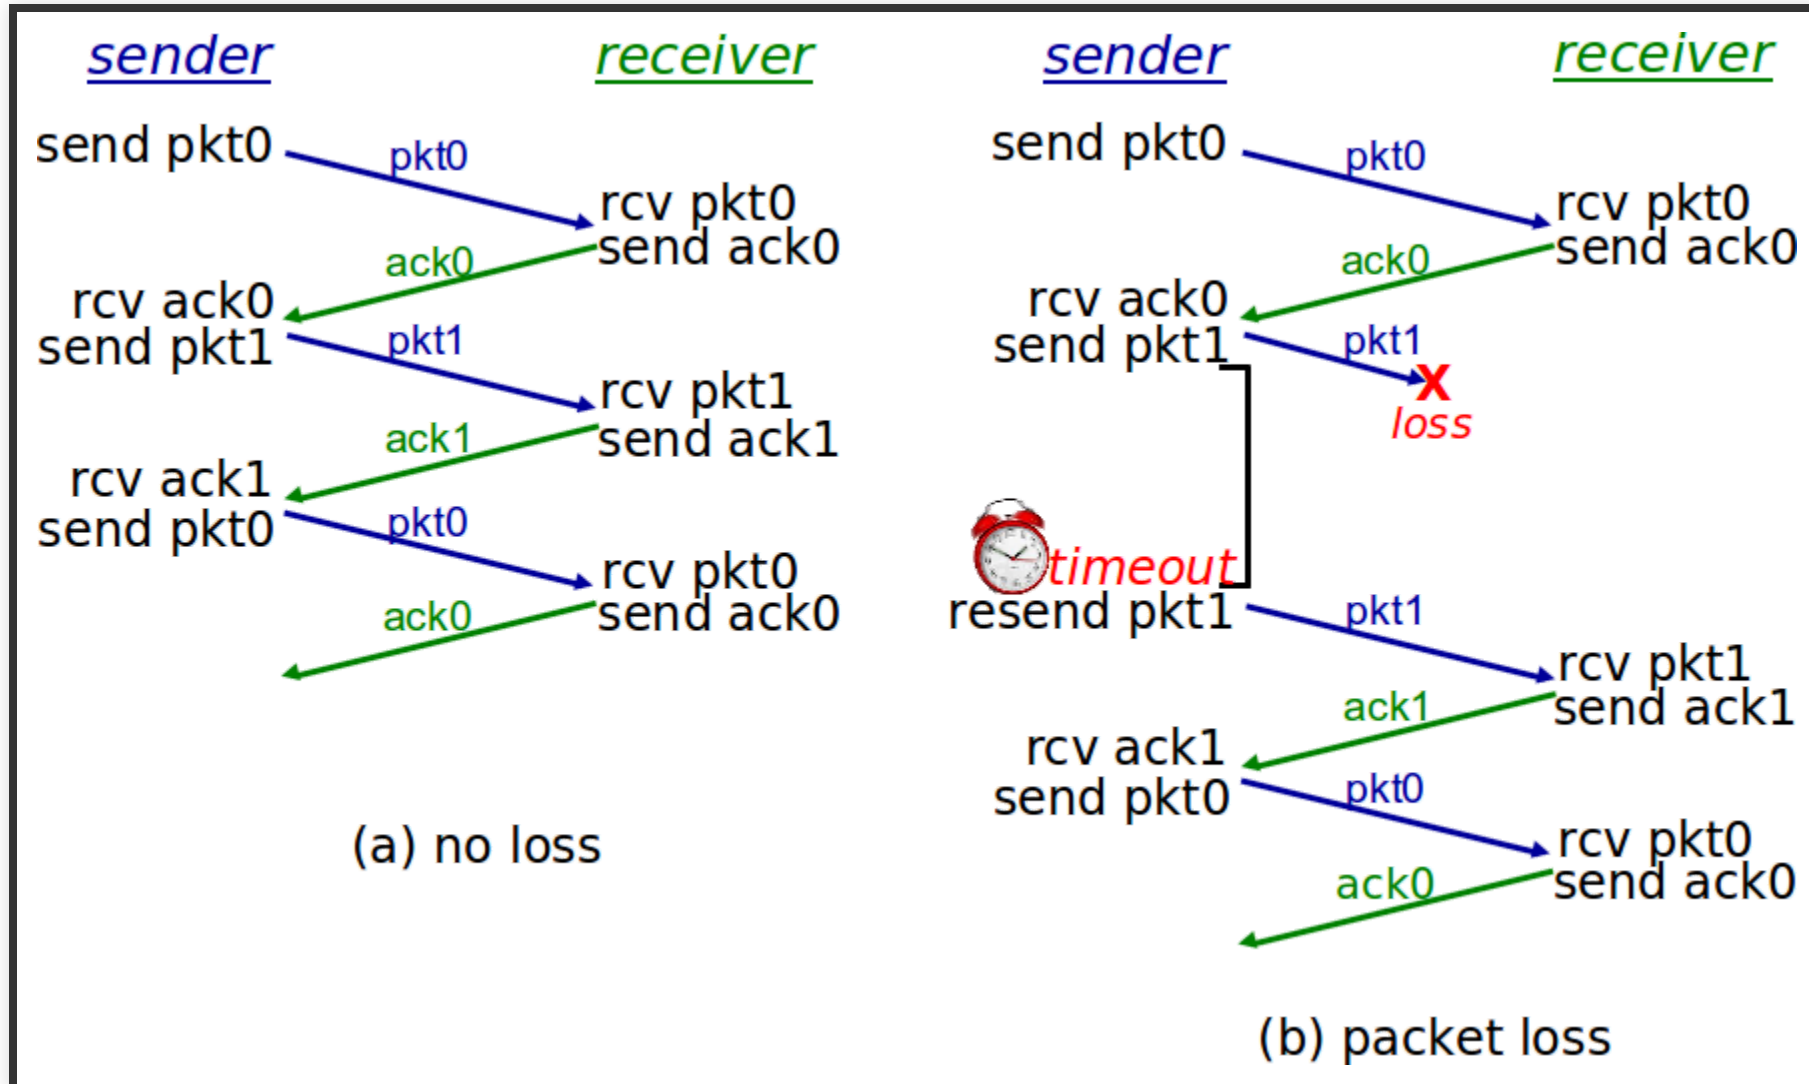 sender
receiver
send pkt0
pkt0
rcv pkt0
send ack0
ack0
rcv ack0
send pkt1
pkt1
rcv pkt1
send ack1
ack1
rcv ack1
send pkt0
pkt0
rcv pkt0
send ack0
ack0
(a) no loss
sender
receiver
send pkt0
pkt0
rcv pkt0
send ack0
ack0
rcv ack0
send pkt1
pkt1
X
loss
timeout
resend pkt1
pkt1
rcv pkt1
send ack1
ack1
rcv ack1
send pkt0
pkt0
rcv pkt0
send ack0
ack0
(b) packet loss